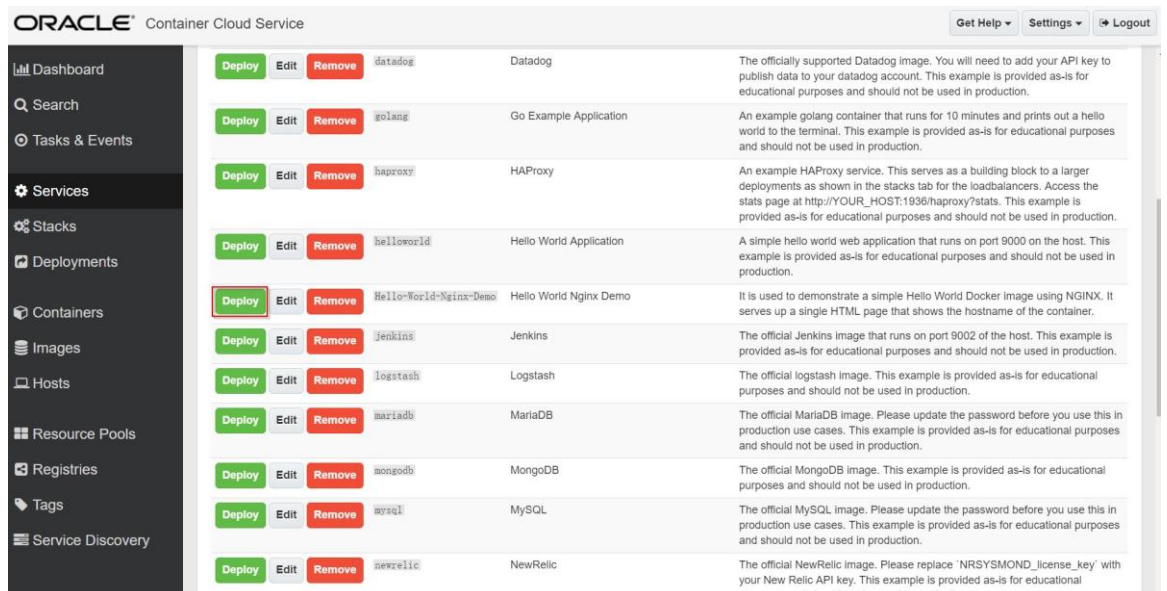 ORACLE® Container Cloud Service
Get Help Settings Logout
Dashboard
Search
Tasks & Events
Services
Stacks
Deployments
Containers
Images
Hosts
Resource Pools
Registries
Tags
Service Discovery
Deploy Edit Remove datadog Datadog The officially supported Datadog image. You will need to add your API key to
publish data to your datadog account. This example is provided as-is for
educational purposes and should not be used in production.
Deploy Edit Remove golang Go Example Application An example golang container that runs for 10 minutes and prints out a hello
world to the terminal. This example is provided as-is for educational purposes
and should not be used in production.
Deploy Edit Remove haproxy HAProxy An example HAProxy service. This serves as a building block to a larger
deployments as shown in the stacks tab for the loadbalancers. Access the
stats page at http://YOUR_HOST:1936/haproxy?stats. This example is
provided as-is for educational purposes and should not be used in production.
Deploy Edit Remove helloworld Hello World Application A simple hello world web application that runs on port 9000 on the host. This
example is provided as-is for educational purposes and should not be used in
production.
Deploy Edit Remove Hello-World-Nginx-Demo Hello World Nginx Demo It is used to demonstrate a simple Hello World Docker image using NGINX. It
serves up a single HTML page that shows the hostname of the container.
Deploy Edit Remove jenkins Jenkins The official Jenkins image that runs on port 9002 of the host. This example is
provided as-is for educational purposes and should not be used in production.
Deploy Edit Remove logstash Logstash The official logstash image. This example is provided as-is for educational
purposes and should not be used in production.
Deploy Edit Remove mariadb MariaDB The official MariaDB image. Please update the password before you use this in
production use cases. This example is provided as-is for educational purposes
and should not be used in production.
Deploy Edit Remove mongodb MongoDB The official MongoDB image. This example is provided as-is for educational
purposes and should not be used in production.
Deploy Edit Remove mysql MySQL The official MySQL image. Please update the password before you use this in
production use cases. This example is provided as-is for educational purposes
and should not be used in production.
Deploy Edit Remove newrelic NewRelic The official NewRelic image. Please replace `NRSYSMOND_license_key` with
your New Relic API key. This example is provided as-is for educational